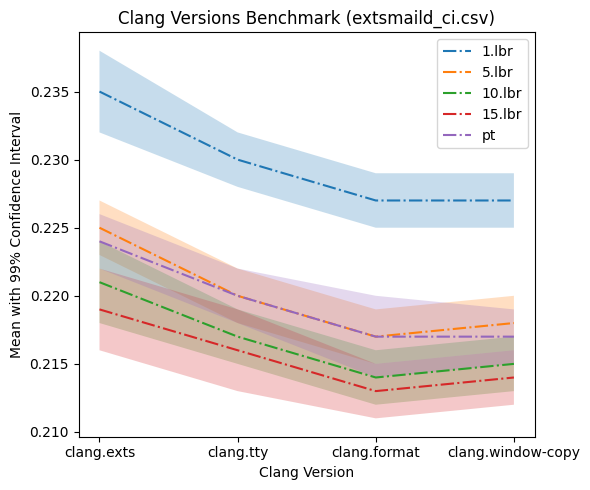 Clang Versions Benchmark (extsmaild_ci.csv)
1.lbr
5.lbr
10.lbr
15.lbr
pt
Mean with 99% Confidence Interval
0.235
0.230
0.225
0.220
0.215
0.210
clang.exts clang.tty clang.format clang.window-copy
Clang Version